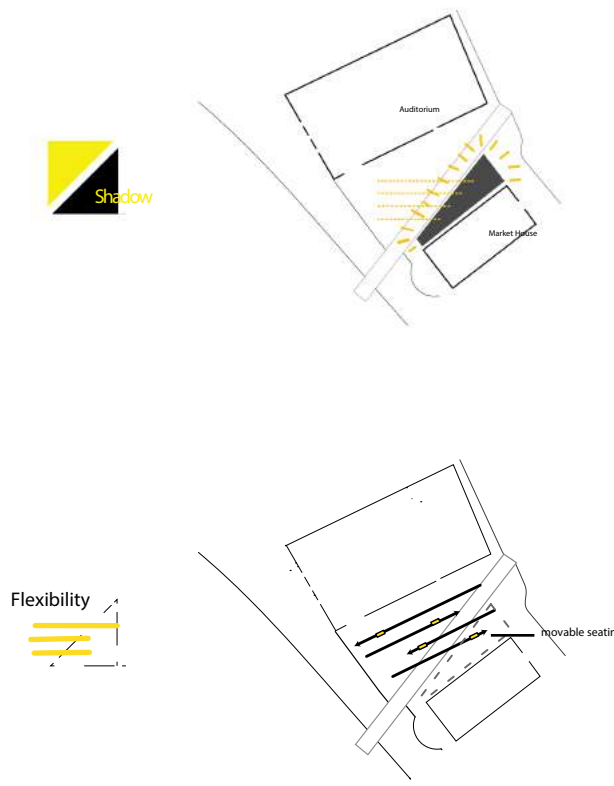 Auditorium
Shadow
Market House
Flexibility
movable seatin